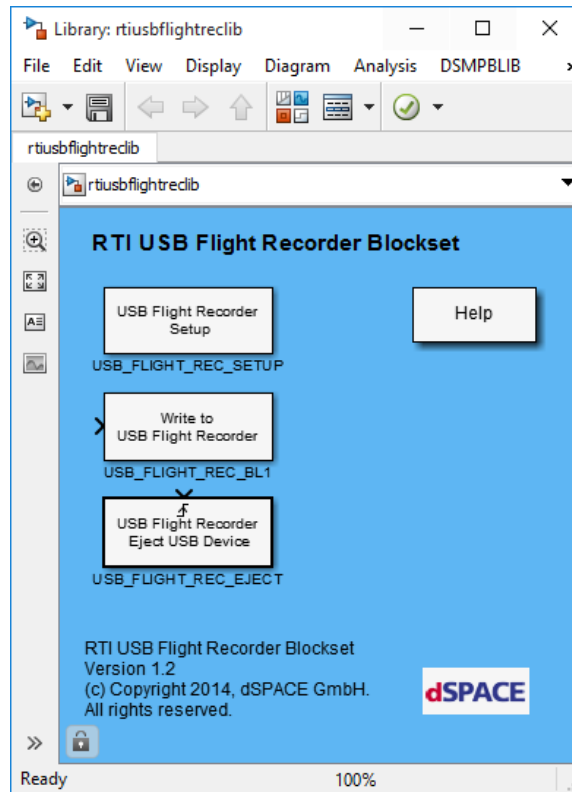 Library: rtiusbflightreclib
File Edit View Display Diagram Analysis DSMPBLIB
rtiusbflightreclib
rtiusbflightreclib
RTI USB Flight Recorder Blockset
USB Flight Recorder
Setup
Help
USB_FLIGHT_REC_SETUP
Write to
USB Flight Recorder
USB_FLIGHT_REC_BL1
USB Flight Recorder
Eject USB Device
USB_FLIGHT_REC_EJECT
RTI USB Flight Recorder Blockset
Version 1.2
(c) Copyright 2014, dSPACE GmbH.
All rights reserved.
dSPACE
Ready 100%